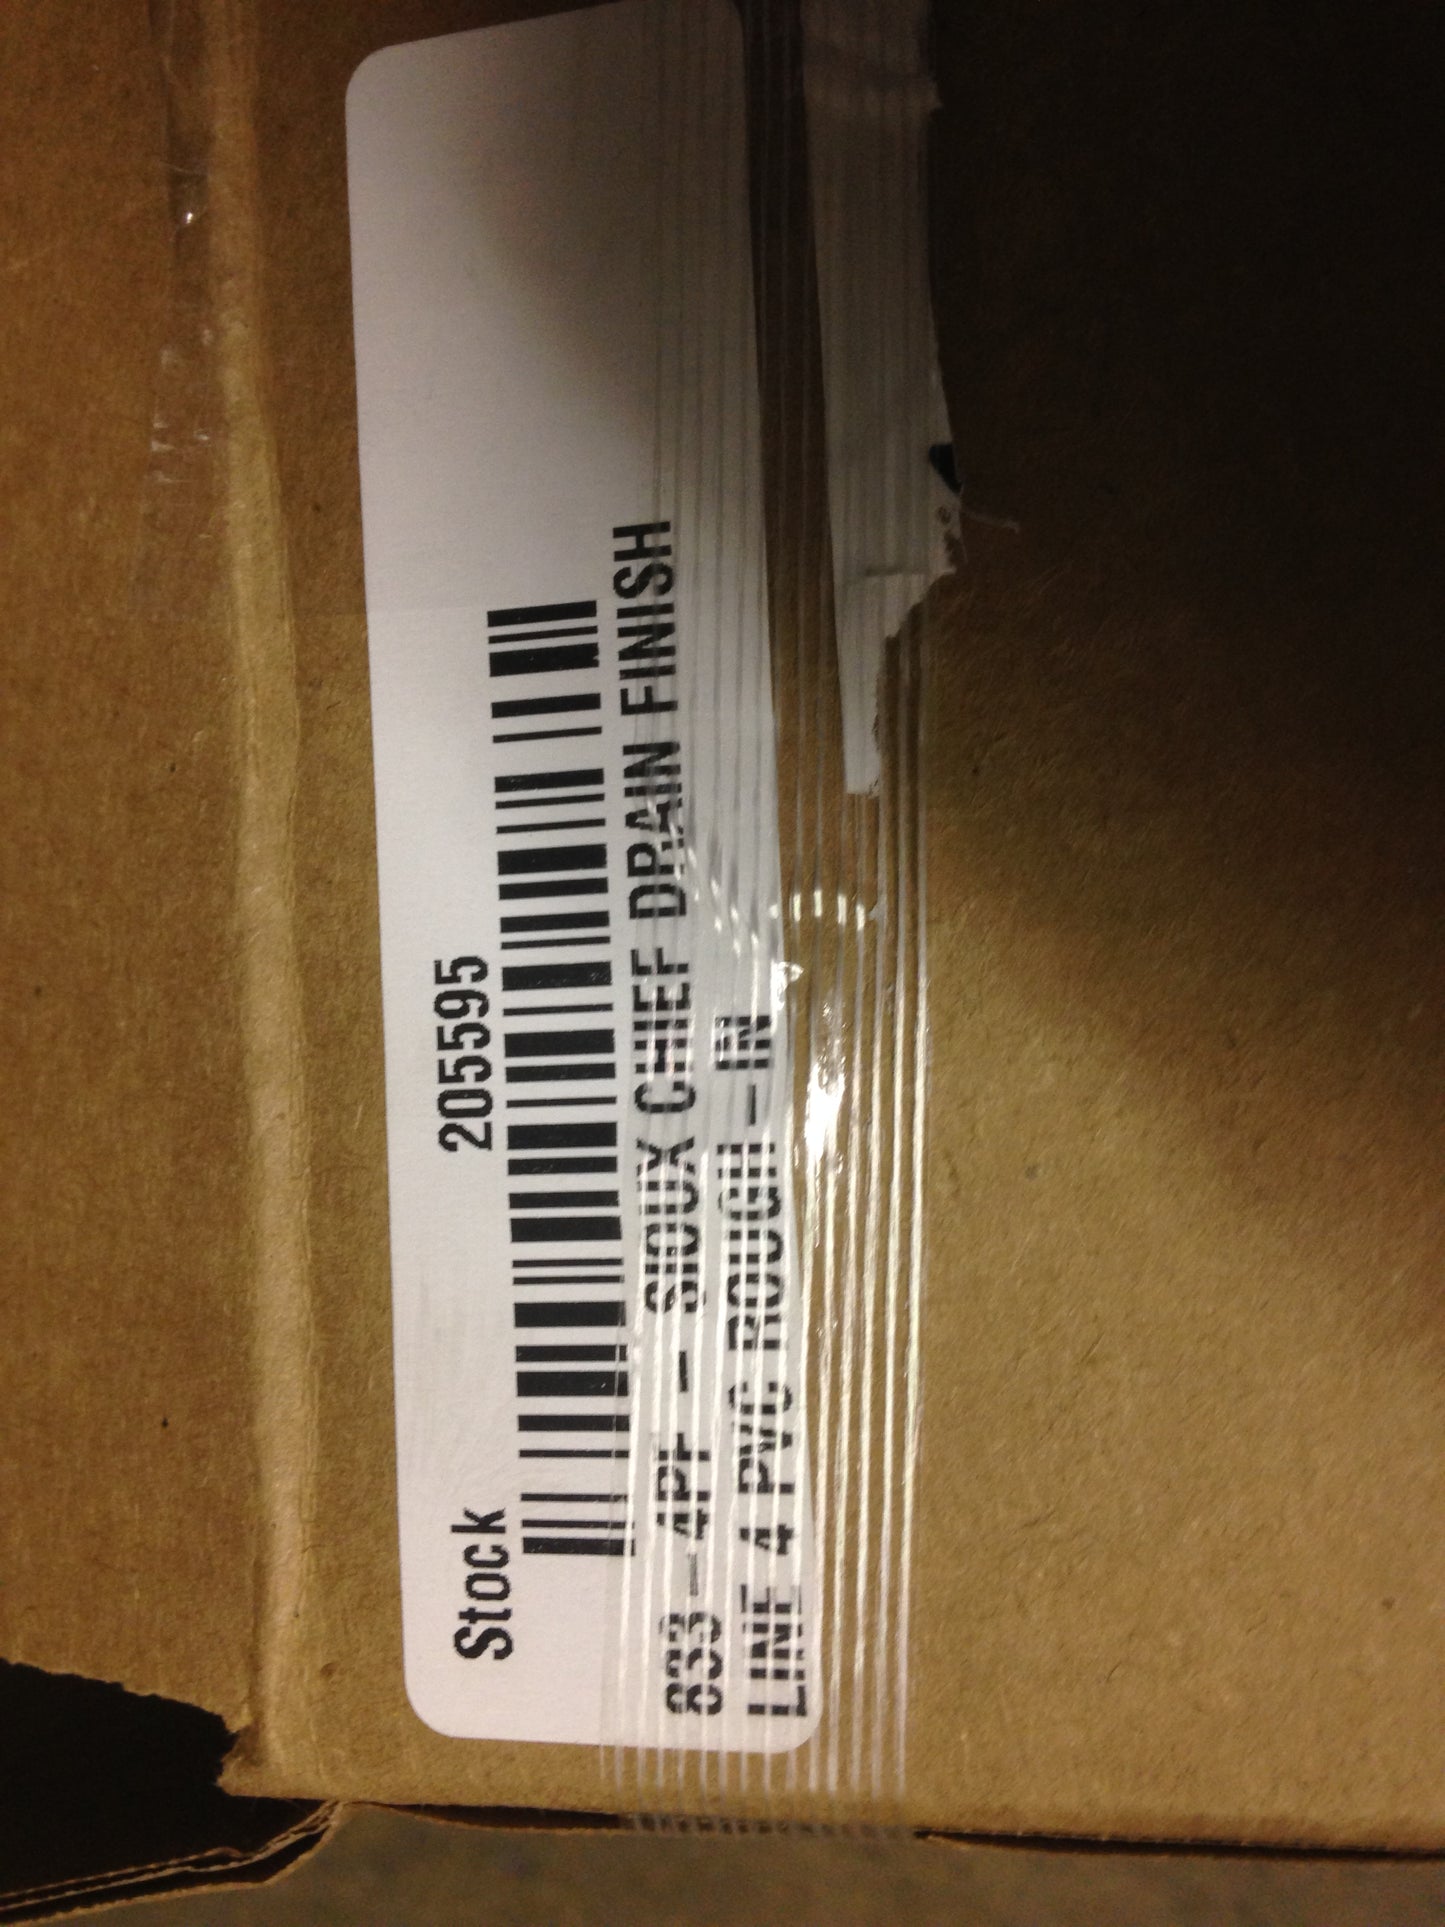 Stock 205595
833-4PF - SIOUX CHIEF DRAIN FINISH
LINE 4 PVC ROUGH-IN